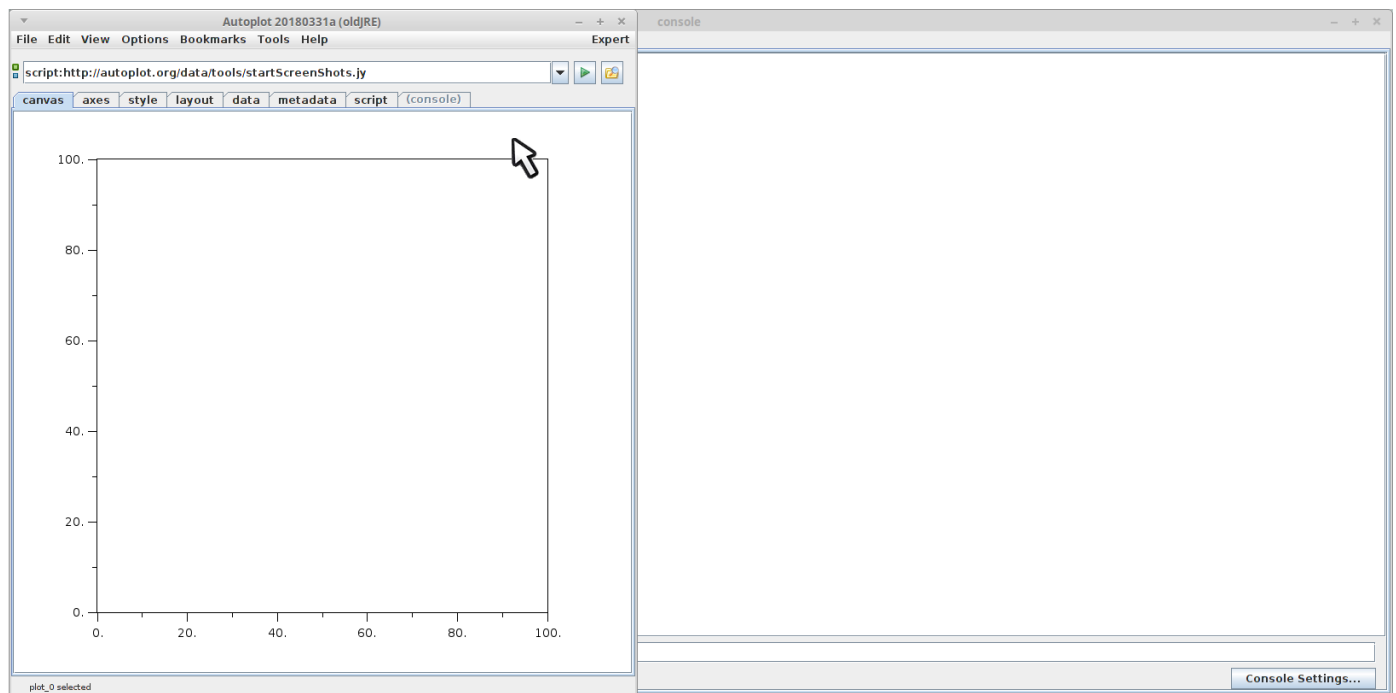 Autoplot 20180331a (oldJRE)
console
File Edit View Options Bookmarks Tools Help Expert
script:http://autoplot.org/data/tools/startScreenShots.jy
canvas axes style layout data metadata script (console)
100.
80.
60.
40.
20.
0.
0. 20. 40. 60. 80. 100.
Console Settings...
plot_0 selected